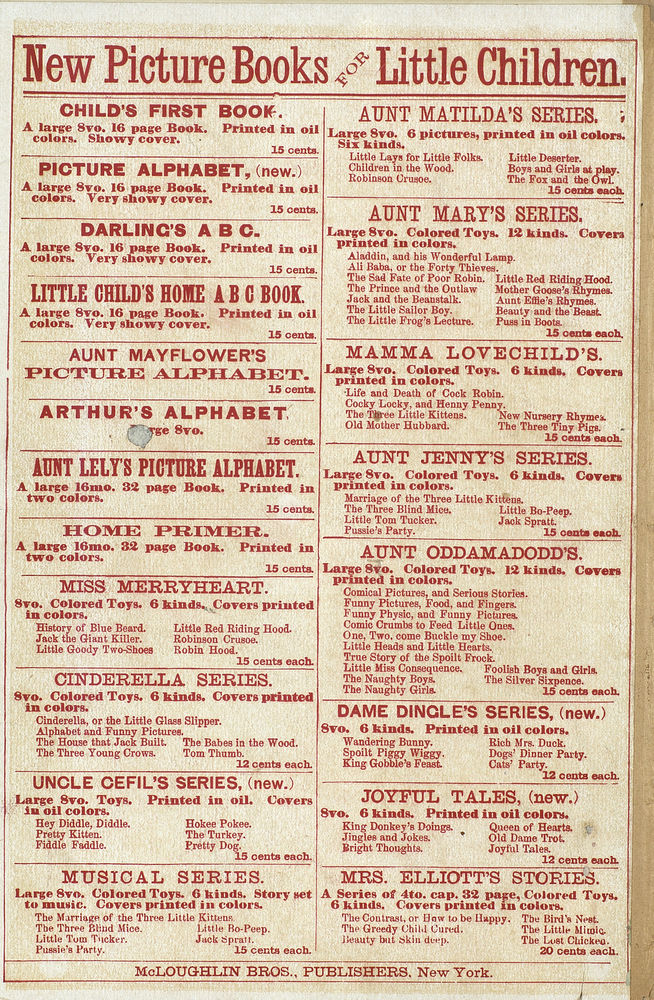 New Picture Books FOR Little Children.
CHILD'S FIRST BOOK.
A large 8vo. 16 page Book. Printed in oil
colors. Showy cover.
15 cents.
PICTURE ALPHABET, (new.)
A large 8vo. 16 page Book. Printed in oil
colors. Very showy cover.
15 cents.
DARLING'S A B C.
A large 8vo. 16 page Book. Printed in oil
colors. Very showy cover.
15 cents.
LITTLE CHILD'S HOME A B C BOOK.
A large 8vo. 16 page Book. Printed in oil
colors. Very showy cover.
15 cents.
AUNT MAYFLOWER'S
PICTURE ALPHABET.
15 cents.
ARTHUR'S ALPHABET.
rge 8vo.
15 cents.
AUNT LELY'S PICTURE ALPHABET.
A large 16mo. 32 page Book. Printed in
two colors.
15 cents.
HOME PRIMER.
A large 16mo. 32 page Book. Printed in
two colors.
15 cents.
MISS MERRYHEART.
8vo. Colored Toys. 6 kinds. Covers printed
in colors.
History of Blue Beard. Little Red Riding Hood.
Jack the Giant Killer. Robinson Crusoe.
Little Goody Two-Shoes Robin Hood.
15 cents each.
CINDERELLA SERIES.
8vo. Colored Toys. 6 kinds. Covers printed
in colors.
Cinderella, or the Little Glass Slipper.
Alphabet and Funny Pictures.
The House that Jack Built. The Babes in the Wood.
The Three Young Crows. Tom Thumb.
12 cents each.
UNCLE CEFIL'S SERIES, (new.)
Large 8vo. Toys. Printed in oil. Covers
in oil colors.
Hey Diddle, Diddle. Hokee Pokee.
Pretty Kitten. The Turkey.
Fiddle Faddle. Pretty Dog.
15 cents each.
MUSICAL SERIES.
Large 8vo. Colored Toys. 6 kinds. Story set
to music. Covers printed in colors.
The Marriage of the Three Little Kittens.
The Three Blind Mice. Little Bo-Peep.
Little Tom Tucker. Jack Spratt.
Pussie's Party. 15 cents each.
AUNT MATILDA'S SERIES.
Large 8vo. 6 pictures, printed in oil colors.
Six kinds.
Little Lays for Little Folks. Little Deserter.
Children in the Wood. Boys and Girls at play.
Robinson Crusoe. The Fox and the Owl.
15 cents each.
AUNT MARY'S SERIES.
Large 8vo. Colored Toys. 12 kinds. Covers
printed in colors.
Aladdin, and his Wonderful Lamp.
Ali Baba, or the Forty Thieves.
The Sad Fate of Poor Robin. Little Red Riding Hood.
The Prince and the Outlaw Mother Goose's Rhymes.
Jack and the Beanstalk. Aunt Effie's Rhymes.
The Little Sailor Boy. Beauty and the Beast.
The Little Frog's Lecture. Puss in Boots.
15 cents each.
MAMMA LOVECHILD'S.
Large 8vo. Colored Toys. 6 kinds. Covers
printed in colors.
Life and Death of Cock Robin.
Cocky Locky, and Henny Penny.
The Three Little Kittens. New Nursery Rhymes.
Old Mother Hubbard. The Three Tiny Pigs.
15 cents each.
AUNT JENNY'S SERIES.
Large 8vo. Colored Toys. 6 kinds. Covers
printed in colors.
Marriage of the Three Little Kittens.
The Three Blind Mice. Little Bo-Peep.
Little Tom Tucker. Jack Spratt.
Pussie's Party. 15 cents each.
AUNT ODDAMADODD'S.
Large 8vo. Colored Toys. 12 kinds. Covers
printed in colors.
Comical Pictures, and Serious Stories.
Funny Pictures, Food, and Fingers.
Funny Physic, and Funny Pictures.
Comic Crumbs to Feed Little Ones.
One, Two, come Buckle my Shoe.
Little Heads and Little Hearts.
True Story of the Spoilt Frock.
Little Miss Consequence. Foolish Boys and Girls.
The Naughty Boys. The Silver Sixpence.
The Naughty Girls. 15 cents each.
DAME DINGLE'S SERIES, (new.)
8vo. 6 kinds. Printed in oil colors.
Wandering Bunny. Rich Mrs. Duck.
Spoilt Piggy Wiggy. Dogs' Dinner Party.
King Gobble's Feast. Cats' Party.
12 cents each.
JOYFUL TALES, (new.)
8vo. 6 kinds. Printed in oil colors.
King Donkey's Doings. Queen of Hearts.
Jingles and Jokes. Old Dame Trot.
Bright Thoughts. Joyful Tales.
12 cents each.
MRS. ELLIOTT'S STORIES.
A Series of 4to. cap. 32 page, Colored Toys.
6 kinds. Covers printed in colors.
The Contrast, or How to be Happy. The Bird's Nest.
The Greedy Child Cured. The Little Mimic.
Beauty but Skin deep. The Lost Chicken.
20 cents each.
McLOUGHLIN BROS., PUBLISHERS, New York.